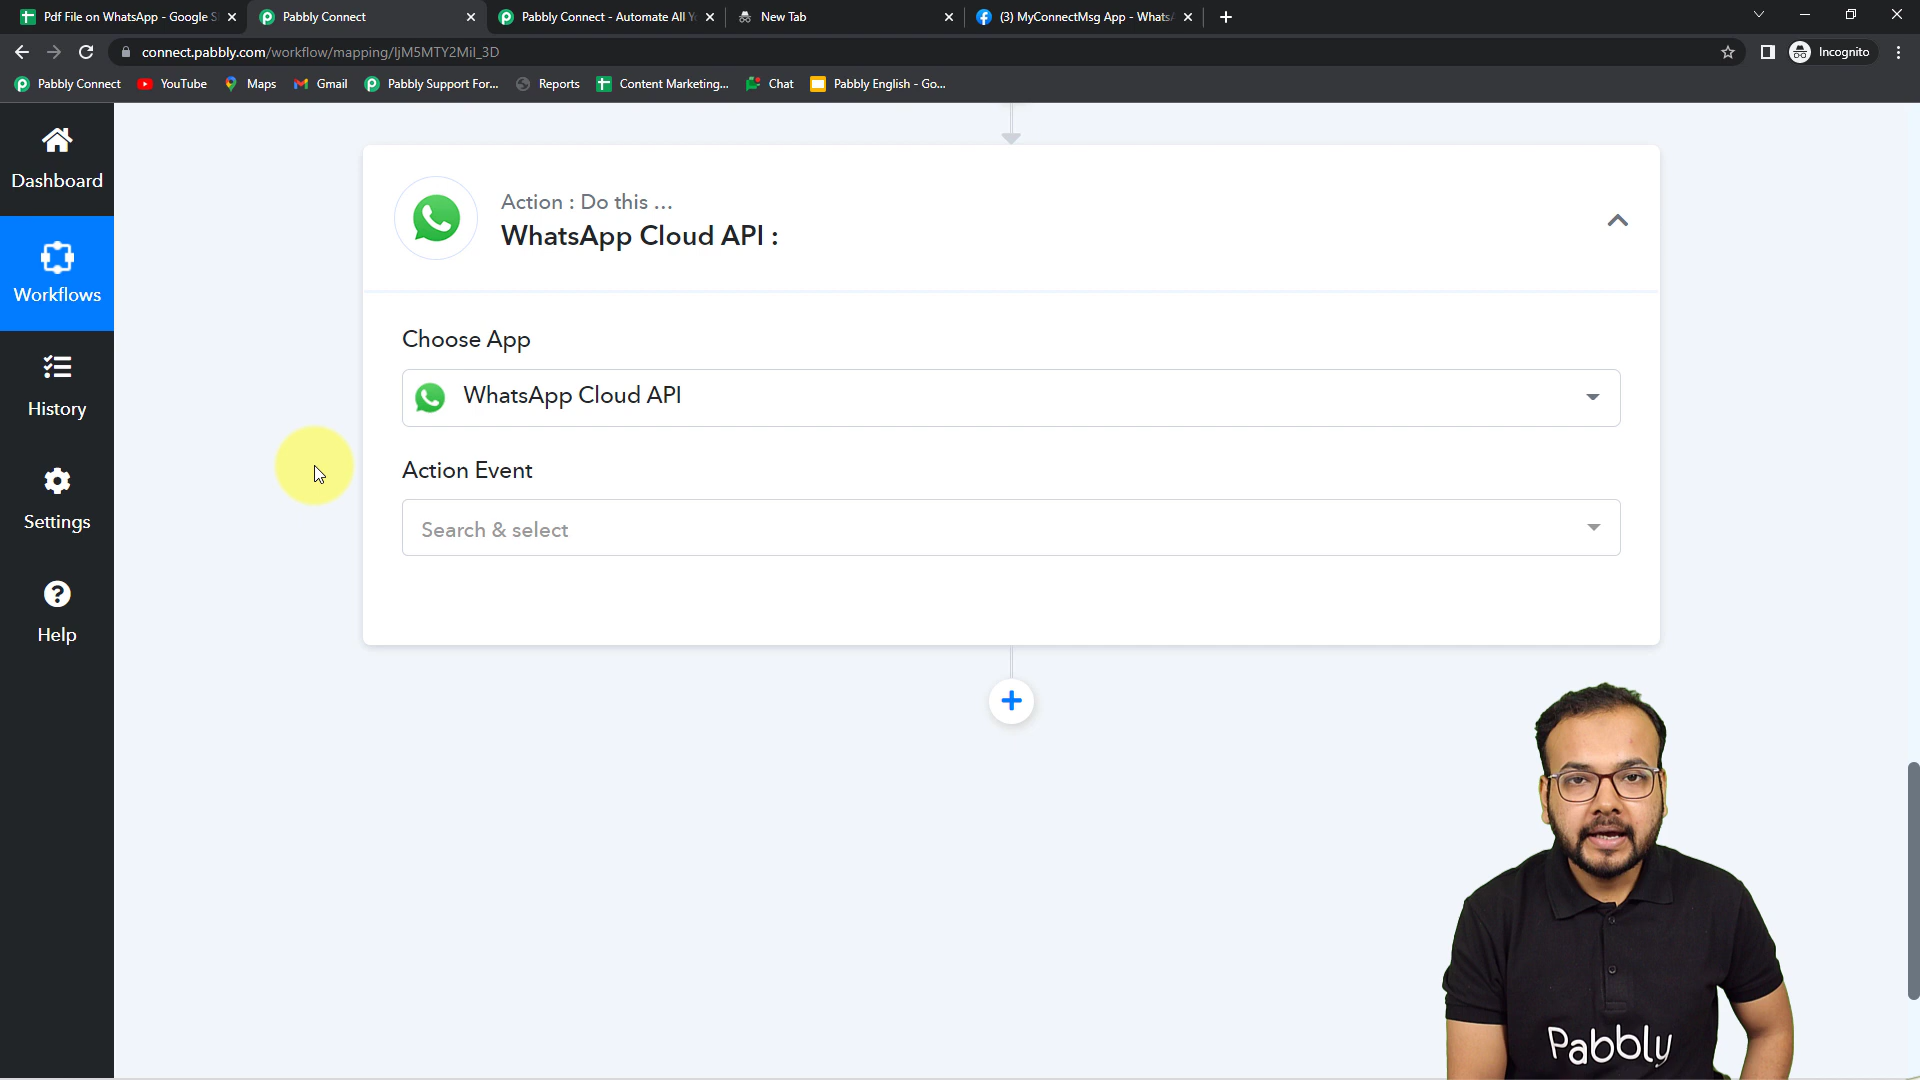 Pdf File on WhatsApp - Google S
Pabbly Connect
Pabbly Connect - Automate All Y
New Tab
(3) MyConnectMsg App - Whats
connect.pabbly.com/workflow/mapping/IjM5MTY2Mil_3D
Incognito
Pabbly Connect
YouTube
Maps
Gmail
Pabbly Support For...
Reports
Content Marketing...
Chat
Pabbly English - Go...
Dashboard
Workflows
History
Settings
Help
Action : Do this ...
WhatsApp Cloud API :
Choose App
WhatsApp Cloud API
Action Event
Search & select
Pabbly